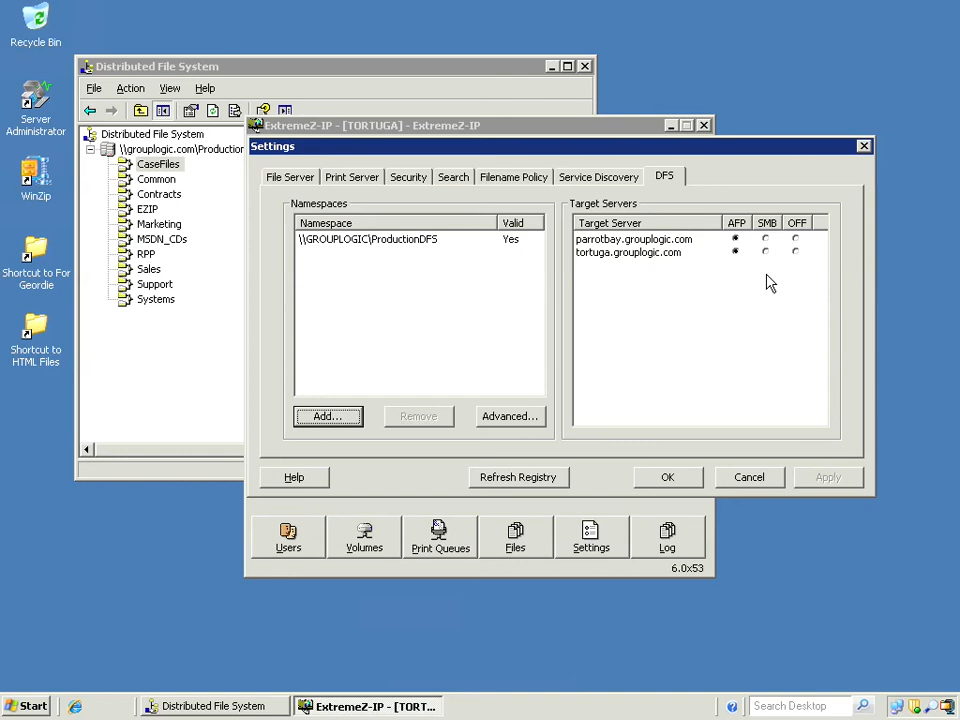 Recycle Bin
Server
Administrator
WinZip
Shortcut to For
Geordie
Shortcut to
HTML Files
Distributed File System
File Action View Help
Distributed File System
\\grouplogic.com\Production
CaseFiles
Common
Contracts
EZIP
Marketing
MSDN_CDs
RPP
Sales
Support
Systems
ExtremeZ-IP - [TORTUGA] - ExtremeZ-IP
Settings
File Server Print Server Security Search Filename Policy Service Discovery DFS
Namespaces
Namespace Valid
\\GROUPLOGIC\ProductionDFS Yes
Add... Remove Advanced...
Target Servers
Target Server AFP SMB OFF
parrotbay.grouplogic.com
tortuga.grouplogic.com
Help Refresh Registry OK Cancel Apply
Users Volumes Print Queues Files Settings Log
6.0x53
Start Distributed File System ExtremeZ-IP - [TORT... Search Desktop